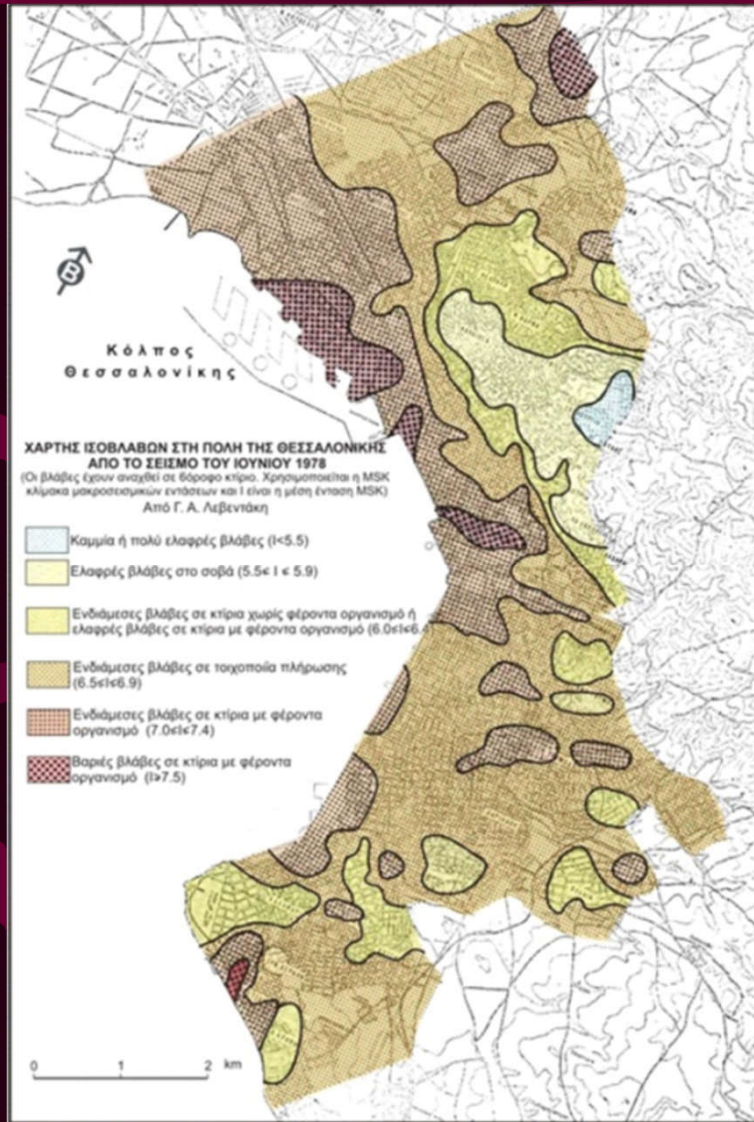 Β
Κόλπος
Θεσσαλονίκης
ΧΑΡΤΗΣ ΙΣΟΒΛΑΒΩΝ ΣΤΗ ΠΟΛΗ ΤΗΣ ΘΕΣΣΑΛΟΝΙΚΗΣ
ΑΠΟ ΤΟ ΣΕΙΣΜΟ ΤΟΥ ΙΟΥΝΙΟΥ 1978
(Οι βλάβες έχουν αναχθεί σε 6όροφο κτίριο. Χρησιμοποιείται η MSK
κλίμακα μακροσεισμικών εντάσεων και Ι είναι η μέση ένταση MSK)
Από Γ. Α. Λεβεντάκη
Καμμία ή πολύ ελαφρές βλάβες (I<5.5)
Ελαφρές βλάβες στο σοβά (5.5≤ I ≤ 5.9)
Ενδιάμεσες βλάβες σε κτίρια χωρίς φέροντα οργανισμό ή
ελαφρές βλάβες σε κτίρια με φέροντα οργανισμό (6.0≤I≤6.
Ενδιάμεσες βλάβες σε τοιχοποιία πλήρωσης
(6.5≤I≤6.9)
Ενδιάμεσες βλάβες σε κτίρια με φέροντα
οργανισμό (7.0≤I≤7.4)
Βαριές βλάβες σε κτίρια με φέροντα
οργανισμό (I≥7.5)
0 1 2 km